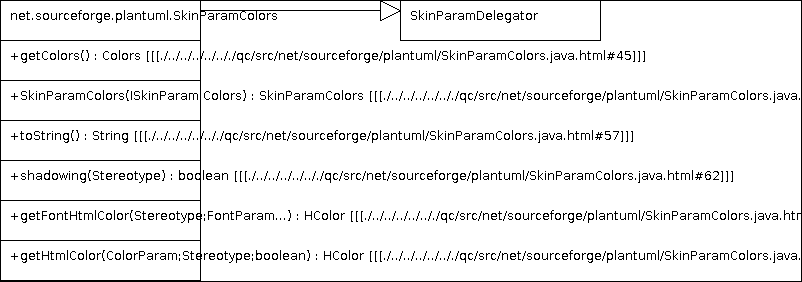 net.sourceforge.plantuml.SkinParamColors
SkinParamDelegator
+getColors() : Colors [[[./../../../../../qc/src/net/sourceforge/plantuml/SkinParamColors.java.html#45]]]
+SkinParamColors(ISkinParam;Colors) : SkinParamColors [[[./../../../../../qc/src/net/sourceforge/plantuml/SkinParamColors.java.
+toString() : String [[[./../../../../../qc/src/net/sourceforge/plantuml/SkinParamColors.java.html#57]]]
+shadowing(Stereotype) : boolean [[[./../../../../../qc/src/net/sourceforge/plantuml/SkinParamColors.java.html#62]]]
+getFontHtmlColor(Stereotype;FontParam...) : HColor [[[./../../../../../qc/src/net/sourceforge/plantuml/SkinParamColors.java.htm
+getHtmlColor(ColorParam;Stereotype;boolean) : HColor [[[./../../../../../qc/src/net/sourceforge/plantuml/SkinParamColors.java.